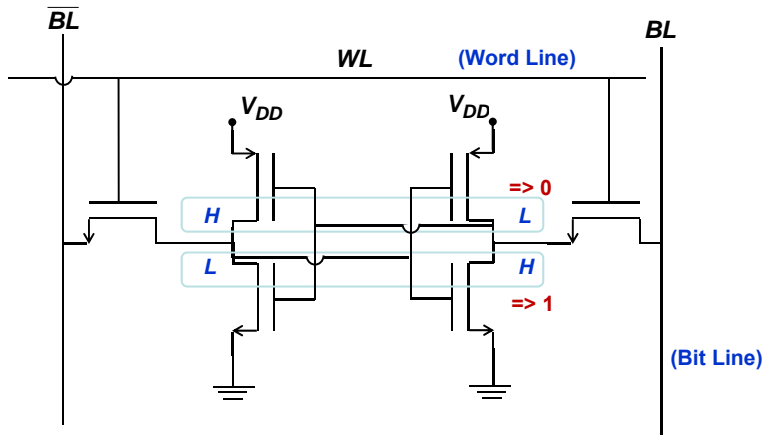 BL
BL
WL (Word Line)
VDD VDD
=> 0
H L
L H
=> 1
(Bit Line)